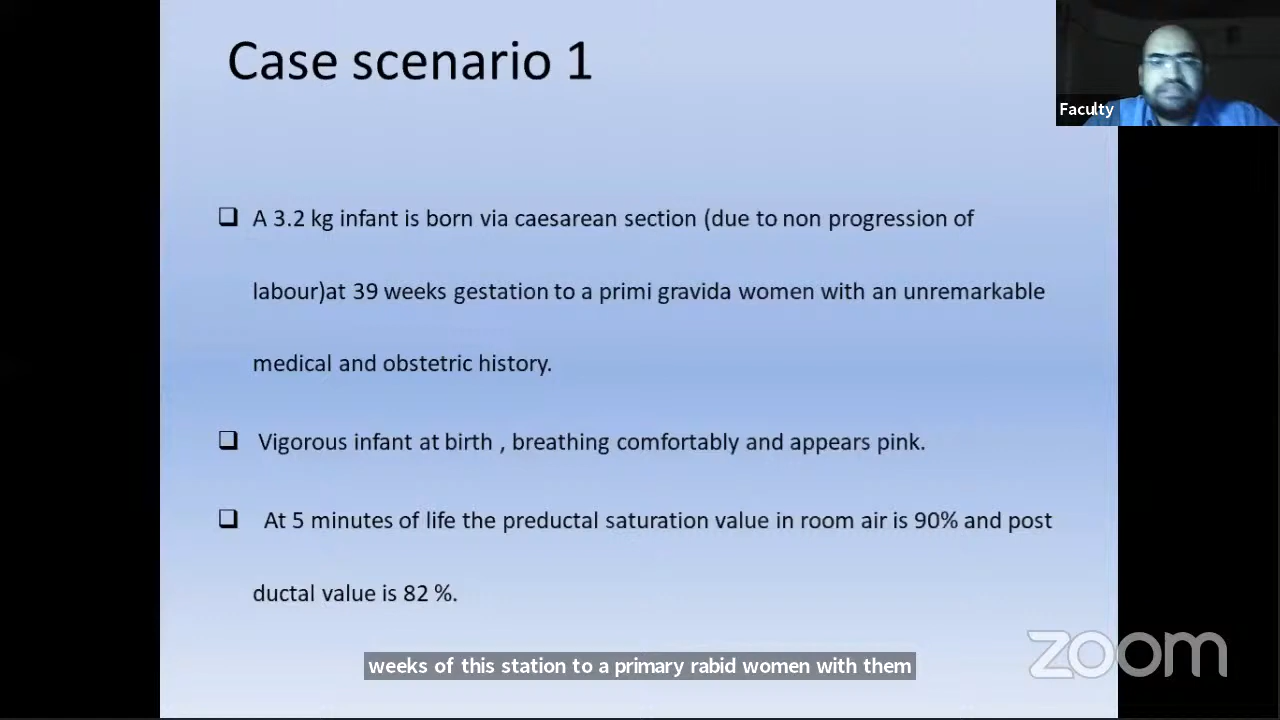 Case scenario 1
Faculty
❑ A 3.2 kg infant is born via caesarean section (due to non progression of
labour)at 39 weeks gestation to a primi gravida women with an unremarkable
medical and obstetric history.
❑ Vigorous infant at birth , breathing comfortably and appears pink.
❑ At 5 minutes of life the preductal saturation value in room air is 90% and post
ductal value is 82 %.
weeks of this station to a primary rabid women with them
zoom